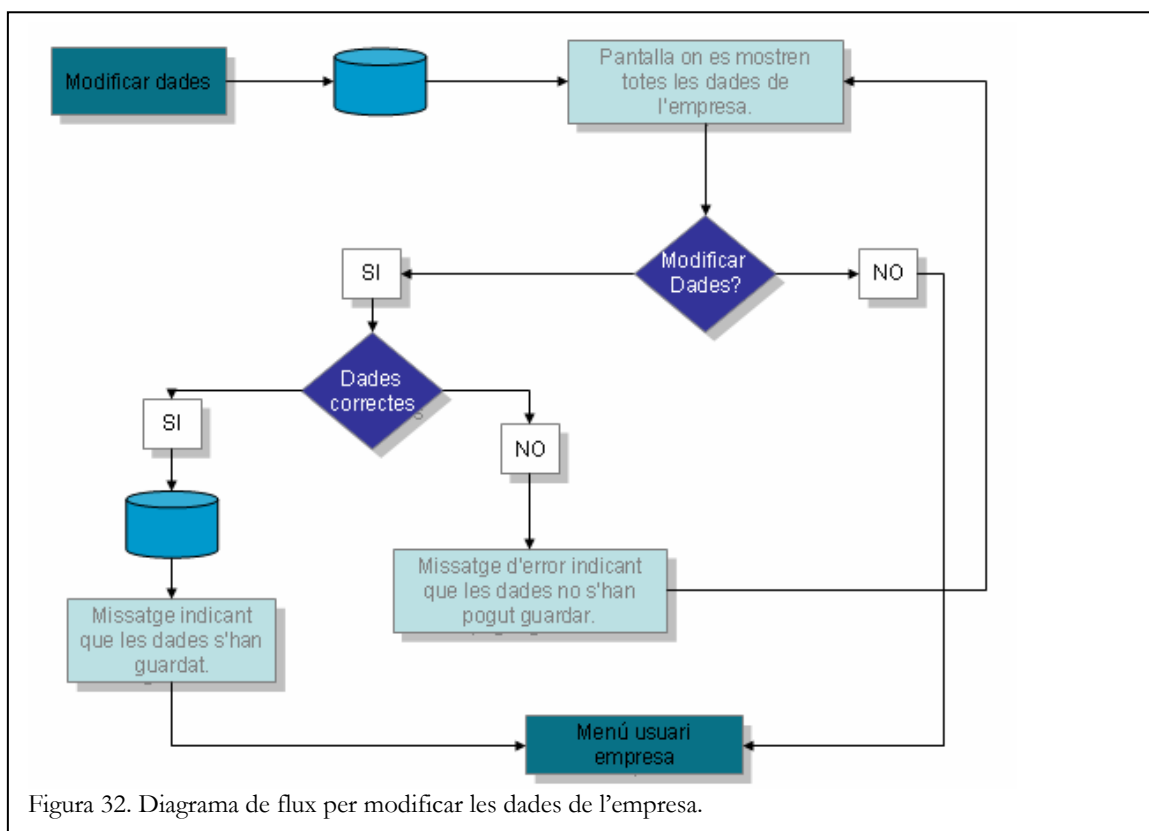 Modificar dades
Pantalla on es mostren
totes les dades de
l'empresa.
Modificar
Dades?
SI
NO
Dades
correctes
SI
NO
Missatge d'error indicant
que les dades no s'han
pogut guardar.
Missatge indicant
que les dades s'han
guardat.
Menú usuari
empresa
Figura 32. Diagrama de flux per modificar les dades de l’empresa.